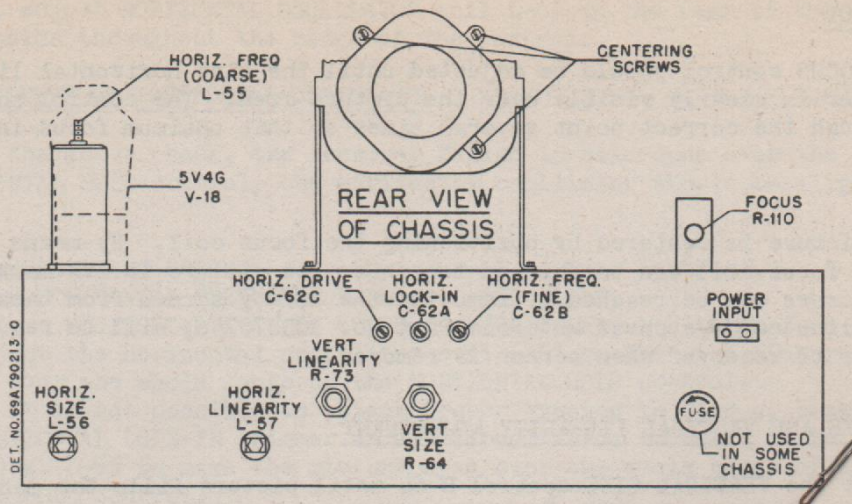 HORIZ. FREQ
(COARSE)
L-55
CENTERING
SCREWS
5V4G
V-18
REAR VIEW
OF CHASSIS
FOCUS
R-110
HORIZ. DRIVE
C-62C
HORIZ.
LOCK-IN
C-62A
HORIZ. FREQ.
(FINE)
C-62B
POWER
INPUT
VERT
LINEARITY
R-73
HORIZ.
SIZE
L-56
HORIZ.
LINEARITY
L-57
VERT
SIZE
R-64
FUSE
NOT USED
IN SOME
CHASSIS
DET. NO. 69A790213-0